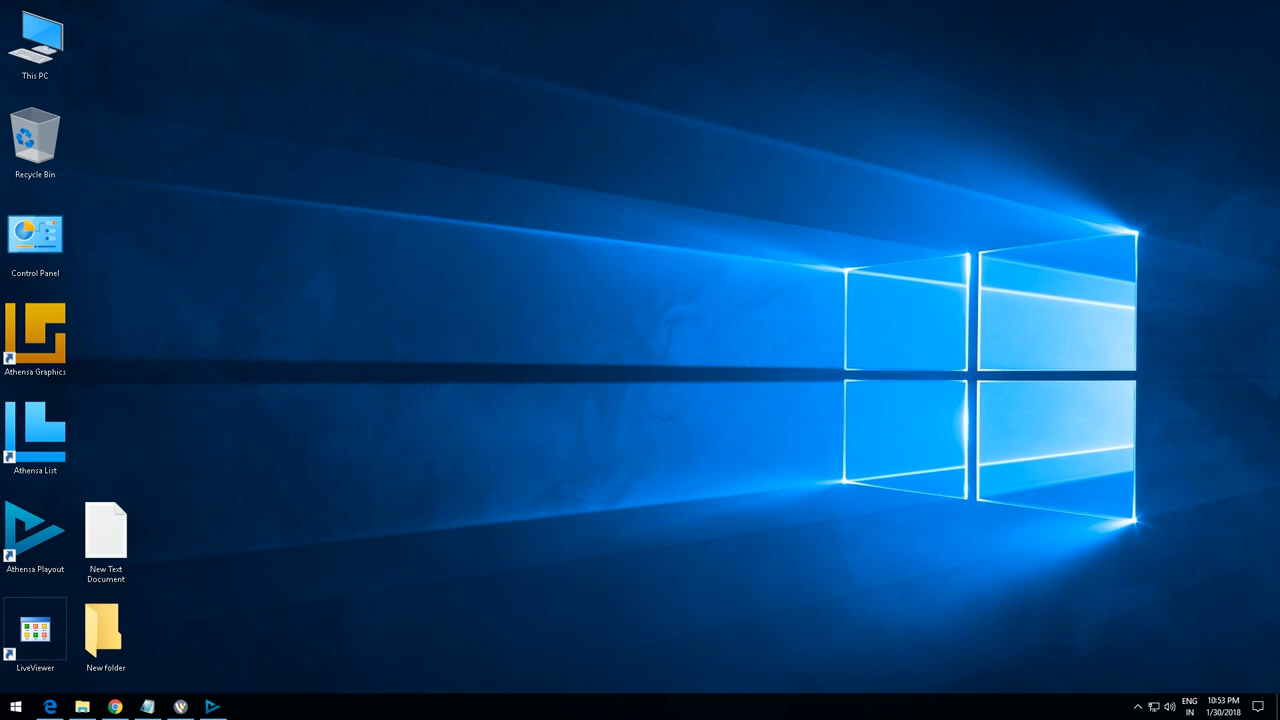 This PC
Recycle Bin
Control Panel
Athensa Graphics
Athensa List
Athensa Playout
New Text
Document
LiveViewer
New folder
ENG
IN
10:53 PM
1/30/2018